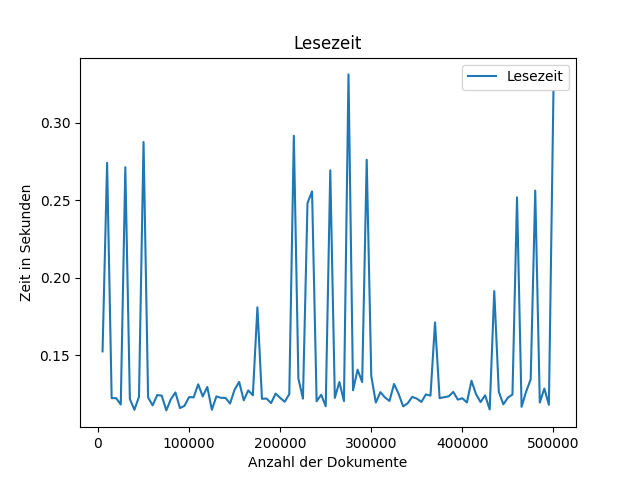 Lesezeit
Lesezeit
Zeit in Sekunden
0.30
0.25
0.20
0.15
0
100000
200000
300000
400000
500000
Anzahl der Dokumente